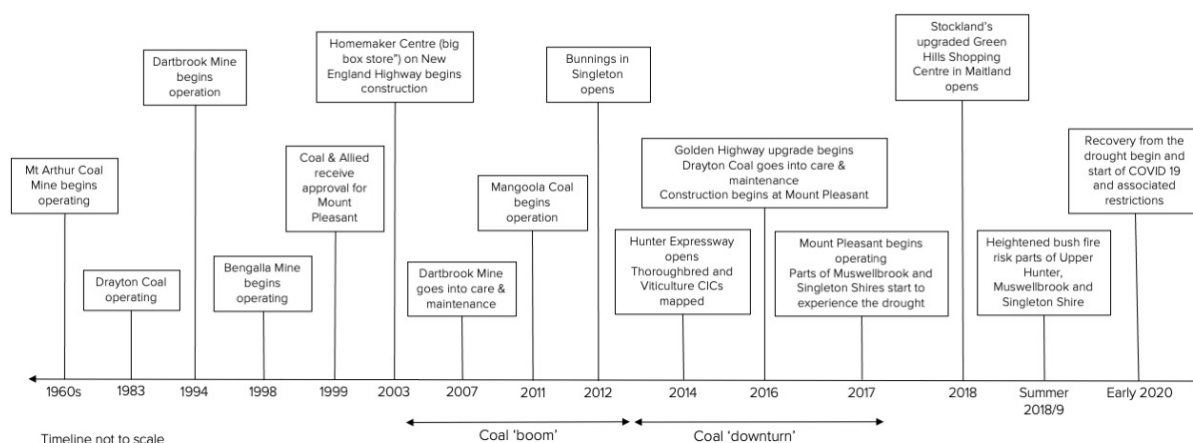 Mt Arthur Coal
Mine begins
operating
Drayton Coal
operating
Dartbrook Mine
begins
operation
Bengalla Mine
begins
operating
Coal & Allied
receive
approval for
Mount
Pleasant
Homemaker Centre (big
box store") on New
England Highway begins
construction
Dartbrook Mine
goes into care &
maintenance
Mangoola Coal
begins
operation
Bunnings in
Singleton
opens
Hunter Expressway
opens
Thoroughbred and
Viticulture CICs
mapped
Golden Highway upgrade begins
Drayton Coal goes into care &
maintenance
Construction begins at Mount Pleasant
Mount Pleasant begins
operating
Parts of Muswellbrook and
Singleton Shires start to
experience the drought
Stockland's
upgraded Green
Hills Shopping
Centre in Maitland
opens
Heightened bush fire
risk parts of Upper
Hunter,
Muswellbrook and
Singleton Shire
Recovery from the
drought begin and
start of COVID 19
and associated
restrictions
1960s
1983
1994
1998
1999
2003
2007
2011
2012
2014
2016
2017
2018
Summer
2018/9
Early 2020
Timeline not to scale
Coal 'boom'
Coal 'downturn'